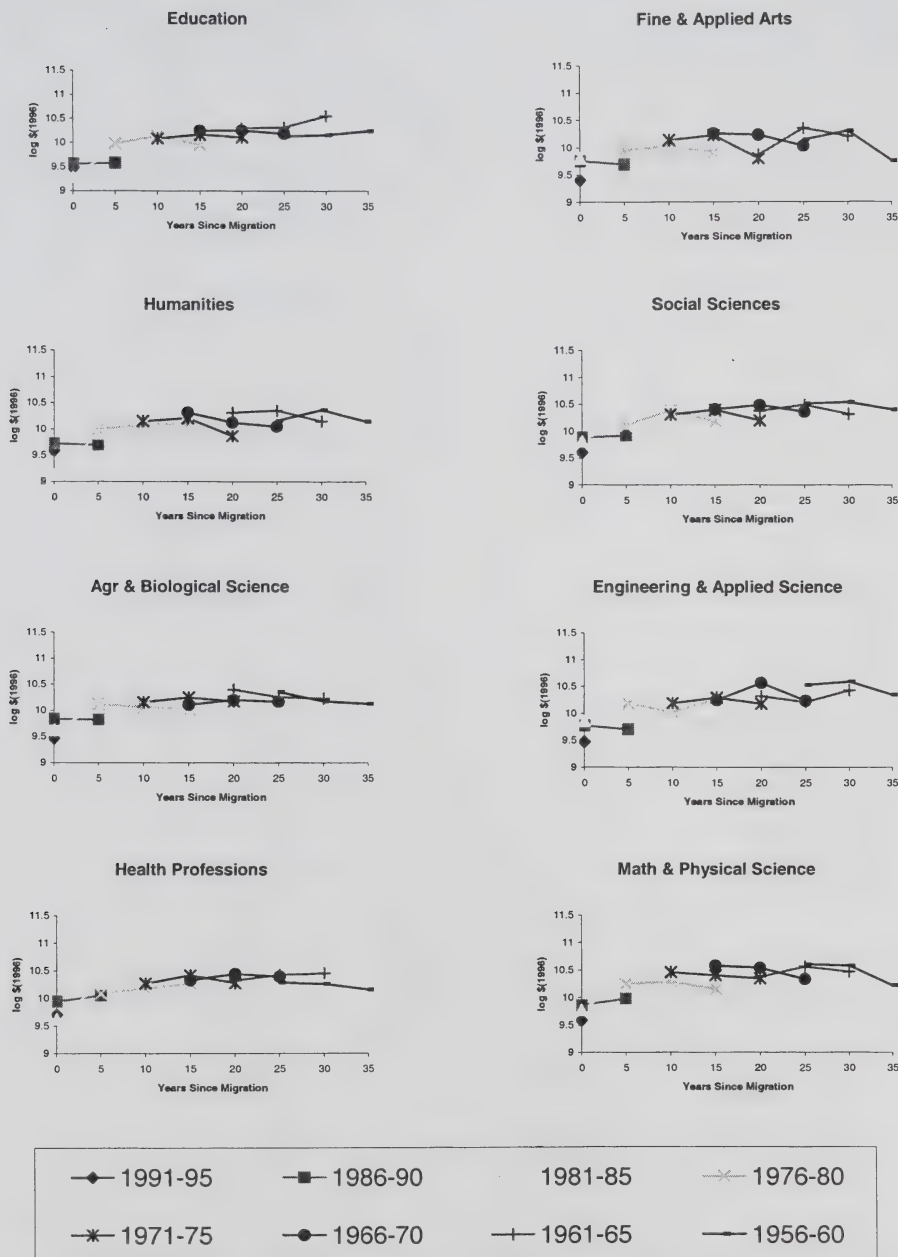 Education
Fine & Applied Arts
11.5
11
10.5
10
9.5
9
log $(1996)
0 5 10 15 20 25 30 35
Years Since Migration
11.5
11
10.5
10
9.5
9
log $(1996)
0 5 10 15 20 25 30 35
Years Since Migration
Humanities
Social Sciences
11.5
11
10.5
10
9.5
9
log $(1996)
0 5 10 15 20 25 30 35
Years Since Migration
11.5
11
10.5
10
9.5
9
log $(1996)
0 5 10 15 20 25 30 35
Years Since Migration
Agr & Biological Science
Engineering & Applied Science
11.5
11
10.5
10
9.5
9
log $(1996)
0 5 10 15 20 25 30 35
Years Since Migration
11.5
11
10.5
10
9.5
9
log $(1996)
0 5 10 15 20 25 30 35
Years Since Migration
Health Professions
Math & Physical Science
11.5
11
10.5
10
9.5
9
log $(1996)
0 5 10 15 20 25 30 35
Years Since Migration
11.5
11
10.5
10
9.5
9
log $(1996)
0 5 10 15 20 25 30 35
Years Since Migration
1991-95 1986-90 1981-85 1976-80
1971-75 1966-70 1961-65 1956-60